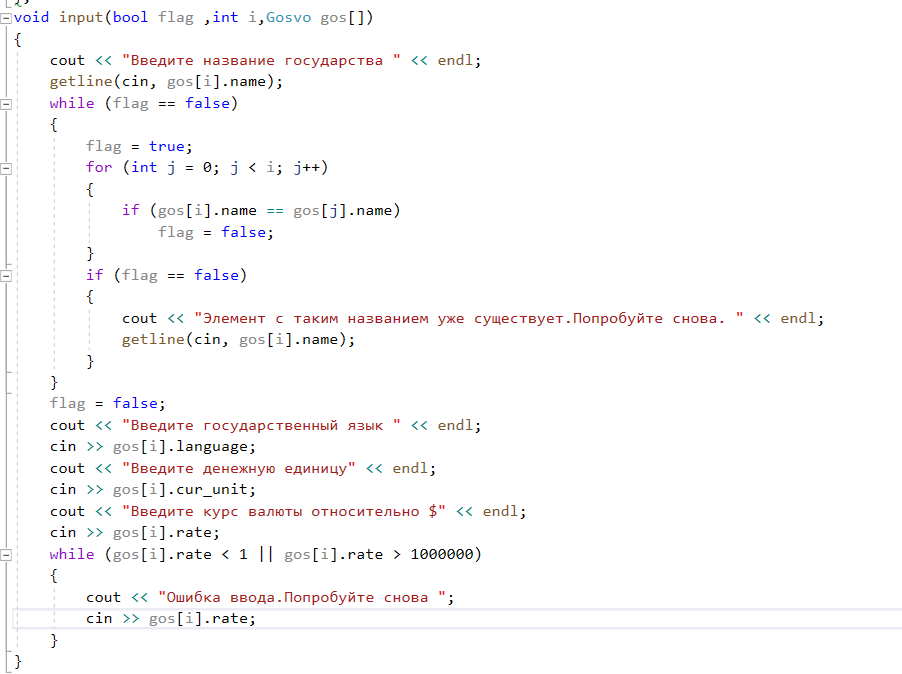 void input(bool flag ,int i,Gosvo gos[])
{
cout << "Введите название государства " << endl;
getline(cin, gos[i].name);
while (flag == false)
{
flag = true;
for (int j = 0; j < i; j++)
{
if (gos[i].name == gos[j].name)
flag = false;
}
if (flag == false)
{
cout << "Элемент с таким названием уже существует.Попробуйте снова. " << endl;
getline(cin, gos[i].name);
}
}
flag = false;
cout << "Введите государственный язык " << endl;
cin >> gos[i].language;
cout << "Введите денежную единицу" << endl;
cin >> gos[i].cur_unit;
cout << "Введите курс валюты относительно $" << endl;
cin >> gos[i].rate;
while (gos[i].rate < 1 || gos[i].rate > 1000000)
{
cout << "Ошибка ввода.Попробуйте снова ";
cin >> gos[i].rate;
}
}